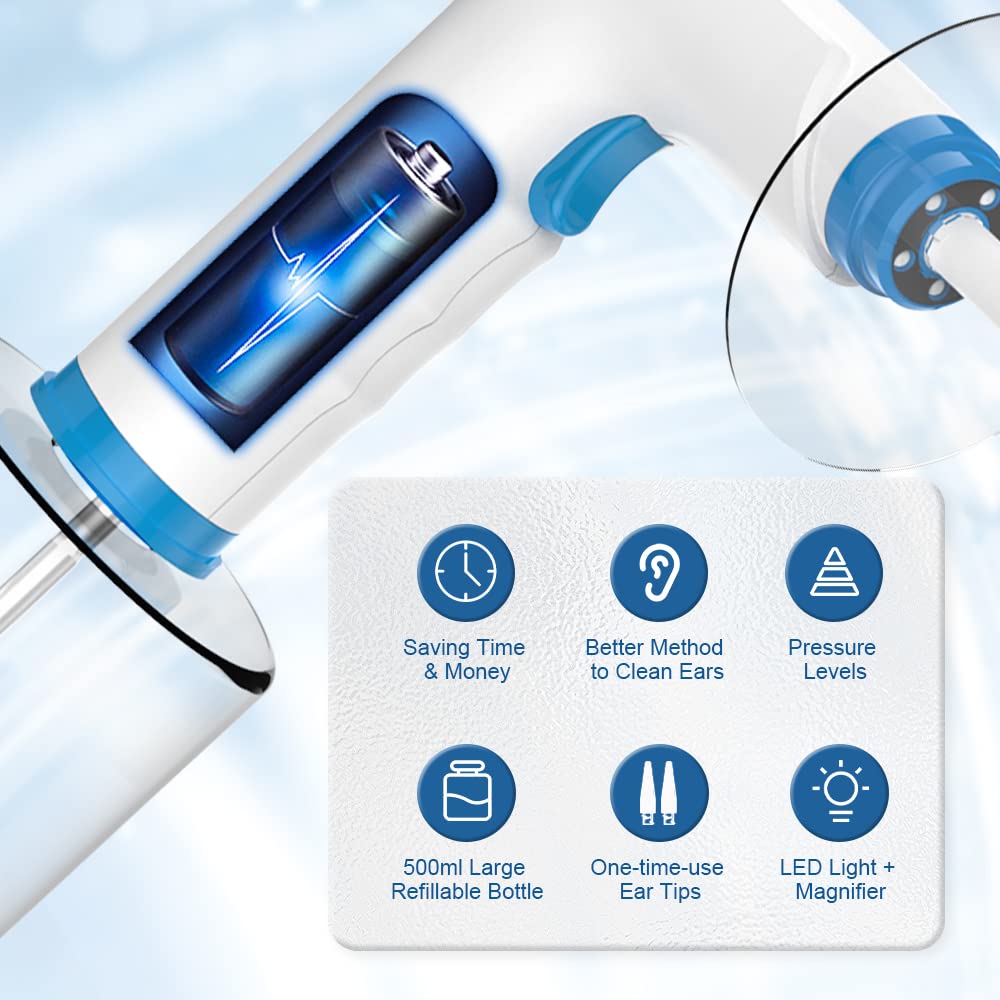 Saving Time
& Money
Better Method
to Clean Ears
Pressure
Levels
500ml Large
Refillable Bottle
One-time-use
Ear Tips
LED Light +
Magnifier